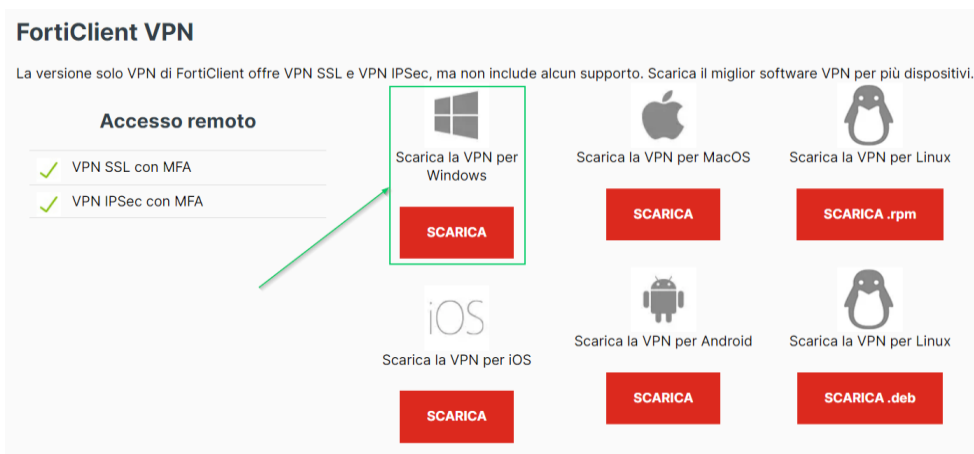 FortiClient VPN
La versione solo VPN di FortiClient offre VPN SSL e VPN IPSec, ma non include alcun supporto. Scarica il miglior software VPN per più dispositivi.
Accesso remoto
VPN SSL con MFA
VPN IPSec con MFA
Scarica la VPN per
Windows
SCARICA
Scarica la VPN per MacOS
SCARICA
Scarica la VPN per Linux
SCARICA .rpm
iOS
Scarica la VPN per iOS
SCARICA
Scarica la VPN per Android
SCARICA
Scarica la VPN per Linux
SCARICA .deb